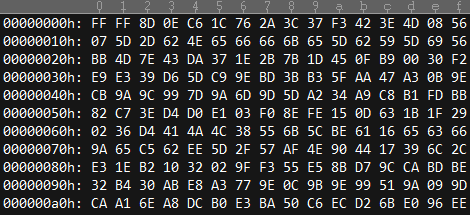 0 1 2 3 4 5 6 7 8 9 a b c d e f
00000000h: FF FF 8D 0E C6 1C 76 2A 3C 37 F3 42 3E 4D 08 56
00000010h: 07 5D 2D 62 4E 65 66 66 6B 65 5D 62 59 5D 69 56
00000020h: BB 4D 7E 43 DA 37 1E 2B 7B 1D 45 0F B9 00 30 F2
00000030h: E9 E3 39 D6 5D C9 9E BD 3B B3 5F AA 47 A3 0B 9E
00000040h: CB 9A 9C 99 7D 9A 6D 9D 5D A2 34 A9 C8 B1 FD BB
00000050h: 82 C7 3E D4 D0 E1 03 F0 8E FE 15 0D 63 1B 1F 29
00000060h: 02 36 D4 41 4A 4C 38 55 6B 5C BE 61 16 65 63 66
00000070h: 9A 65 C5 62 EE 5D 2F 57 AF 4E 90 44 17 39 6C 2C
00000080h: E3 1E B2 10 32 02 9F F3 55 E5 8B D7 9C CA BD BE
00000090h: 32 B4 30 AB E8 A3 77 9E 0C 9B 9E 99 51 9A 09 9D
000000a0h: CA A1 6E A8 DC B0 E3 BA 50 C6 EC D2 6B E0 96 EE